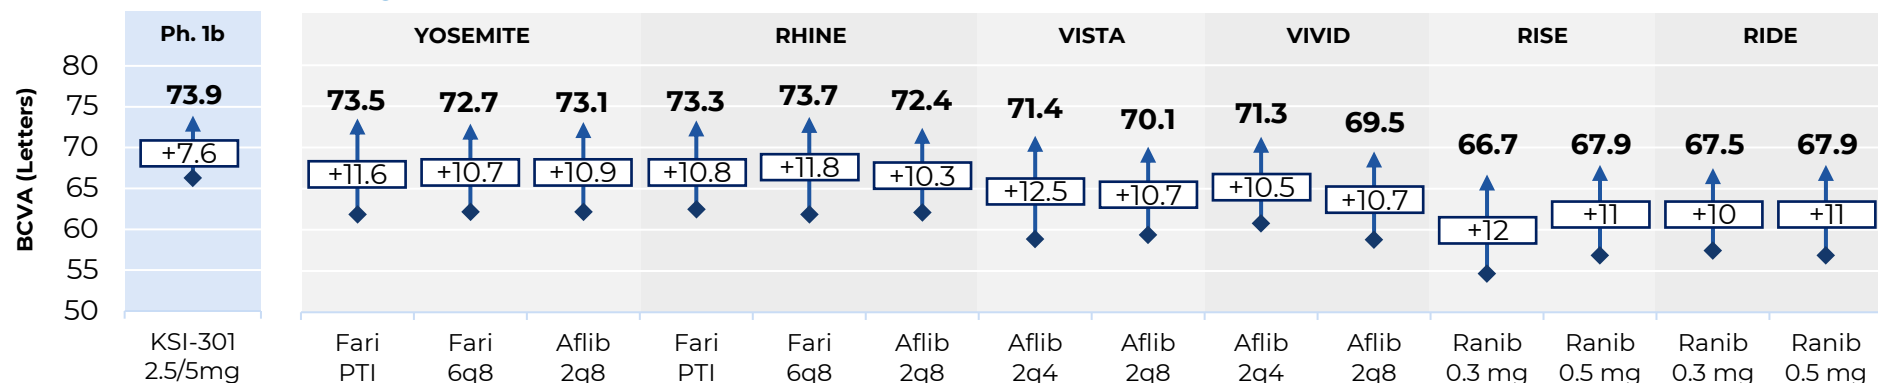 Ph. 1b YOSEMITE RHINE VISTA VIVID RISE RIDE
BCVA (Letters)
80
75
70
65
60
55
50
73.9 73.5 72.7 73.1 73.3 73.7 72.4 71.4 70.1 71.3 69.5 66.7 67.9 67.5 67.9
+7.6 +11.6 +10.7 +10.9 +10.8 +11.8 +10.3 +12.5 +10.7 +10.5 +10.7 +12 +11 +10 +11
KSI-301 Fari Fari Aflib Fari Fari Aflib Aflib Aflib Aflib Aflib Ranib Ranib Ranib Ranib
2.5/5mg PTI 6q8 2q8 PTI 6q8 2q8 2q4 2q8 2q4 2q8 0.3 mg 0.5 mg 0.3 mg 0.5 mg